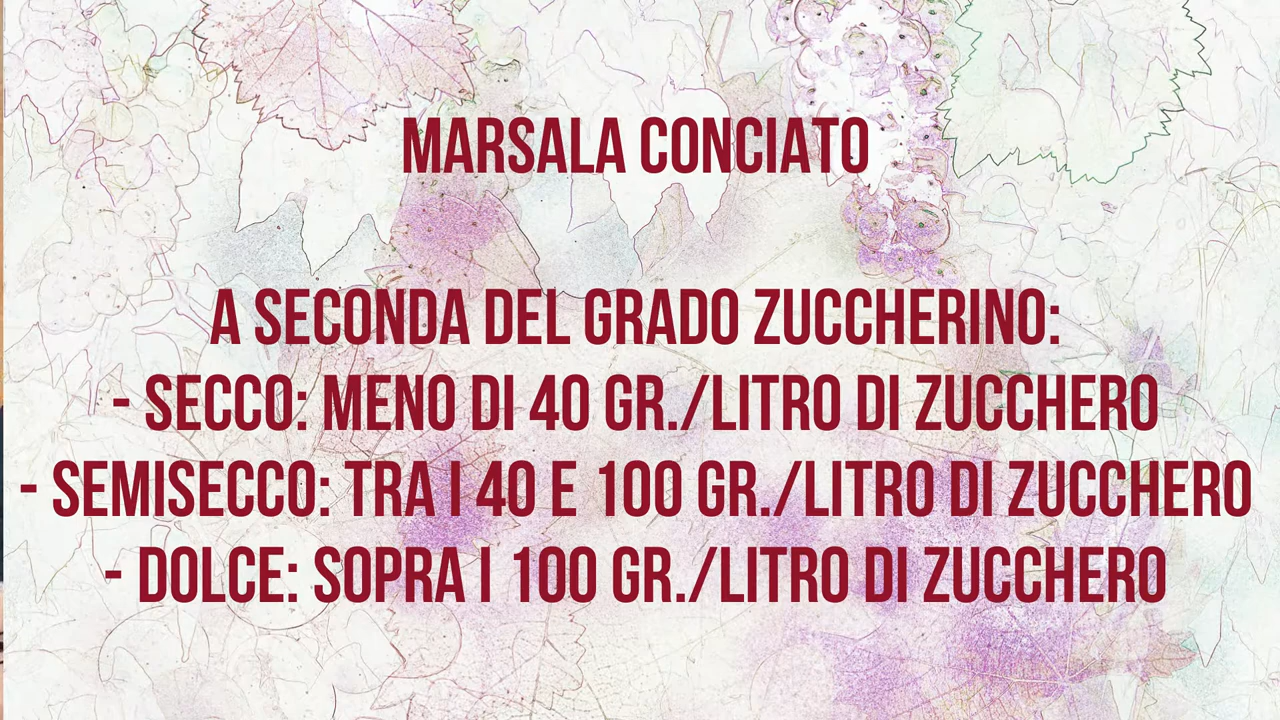 MARSALA CONCIATO
A SECONDA DEL GRADO ZUCCHERINO:
- SECCO: MENO DI 40 GR./LITRO DI ZUCCHERO
- SEMISECCO: TRA I 40 E 100 GR./LITRO DI ZUCCHERO
- DOLCE: SOPRA I 100 GR./LITRO DI ZUCCHERO